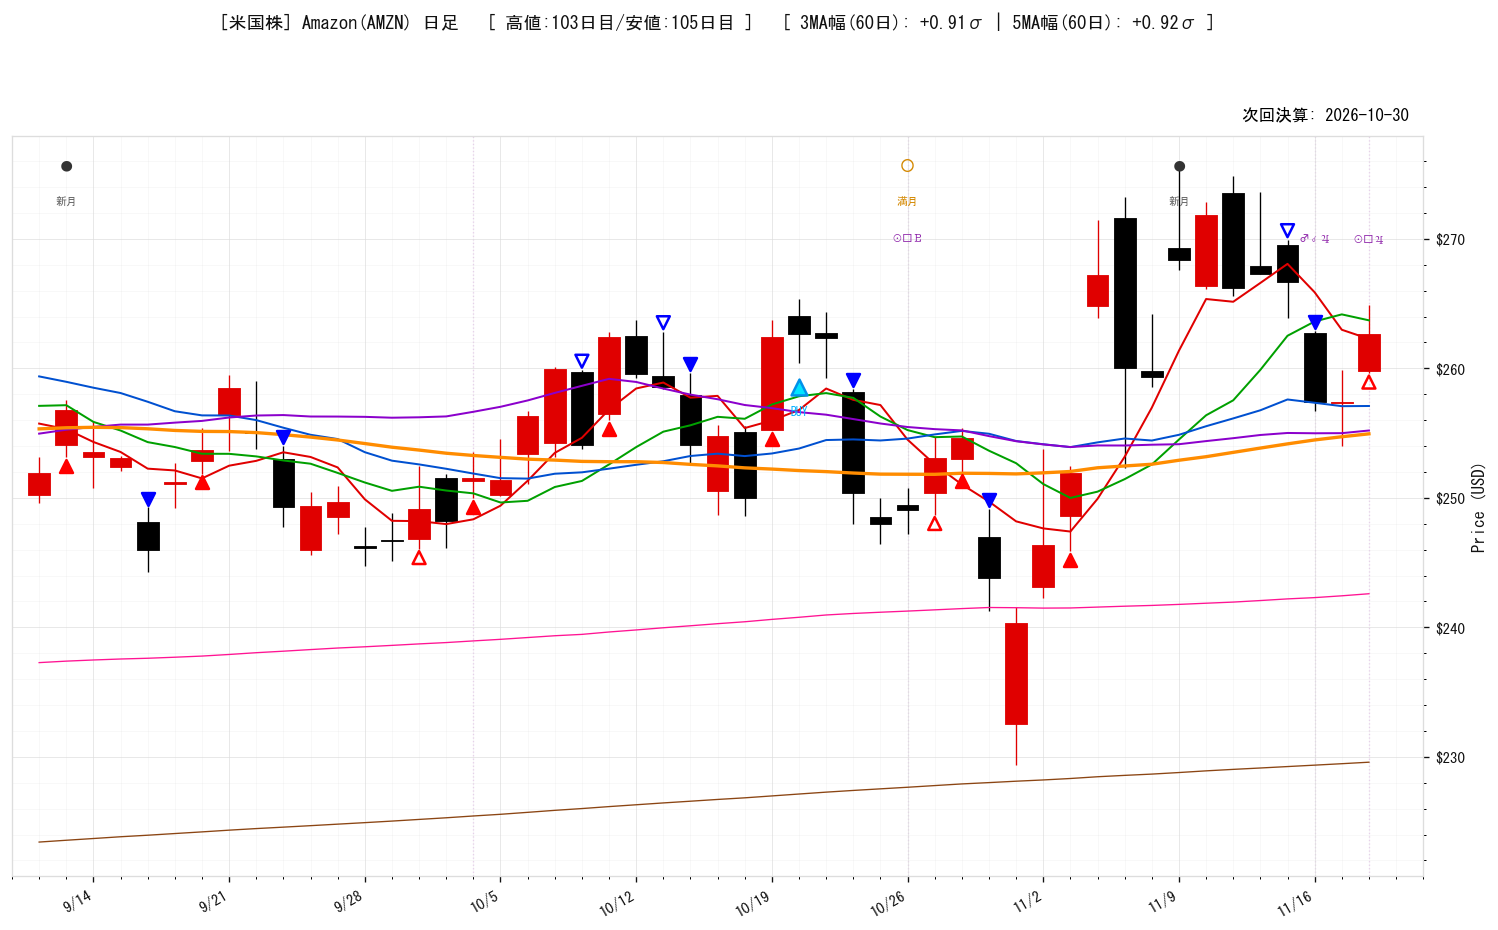 [米国株] Amazon(AMZN) 日足 [ 高値:103日目/安値:105日目 ] [ 3MA幅(60日): +0.91σ | 5MA幅(60日): +0.92σ ]
次回決算: 2026-10-30
新月
満月
新月
☉□♇
♂☌♃
☉□♃
$270
$260
BUY
$250
$240
$230
Price (USD)
9/14
9/21
9/28
10/5
10/12
10/19
10/26
11/2
11/9
11/16